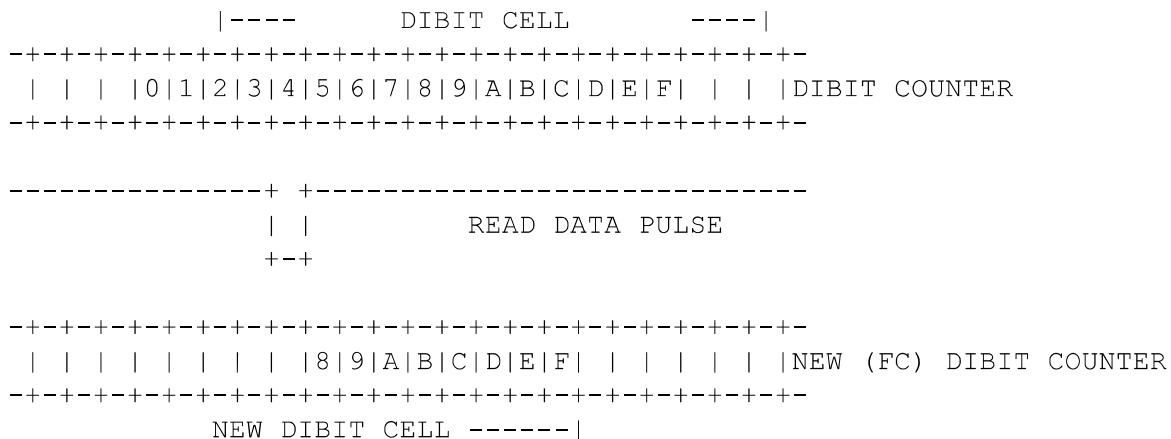 |----      DIBIT CELL       ----|
-+-+-+-+-+-+-+-+-+-+-+-+-+-+-+-+-+-+-+-+-+-+-+-
| | | |0|1|2|3|4|5|6|7|8|9|A|B|C|D|E|F| | | |DIBIT COUNTER
-+-+-+-+-+-+-+-+-+-+-+-+-+-+-+-+-+-+-+-+-+-+-+-
---------------+ +-----------------------------
| |         READ DATA PULSE
+-+
-+-+-+-+-+-+-+-+-+-+-+-+-+-+-+-+-+-+-+-+-+-+-+-
| | | | | | | | |8|9|A|B|C|D|E|F| | | | | | |NEW (FC) DIBIT COUNTER
-+-+-+-+-+-+-+-+-+-+-+-+-+-+-+-+-+-+-+-+-+-+-+-
NEW DIBIT CELL ------|